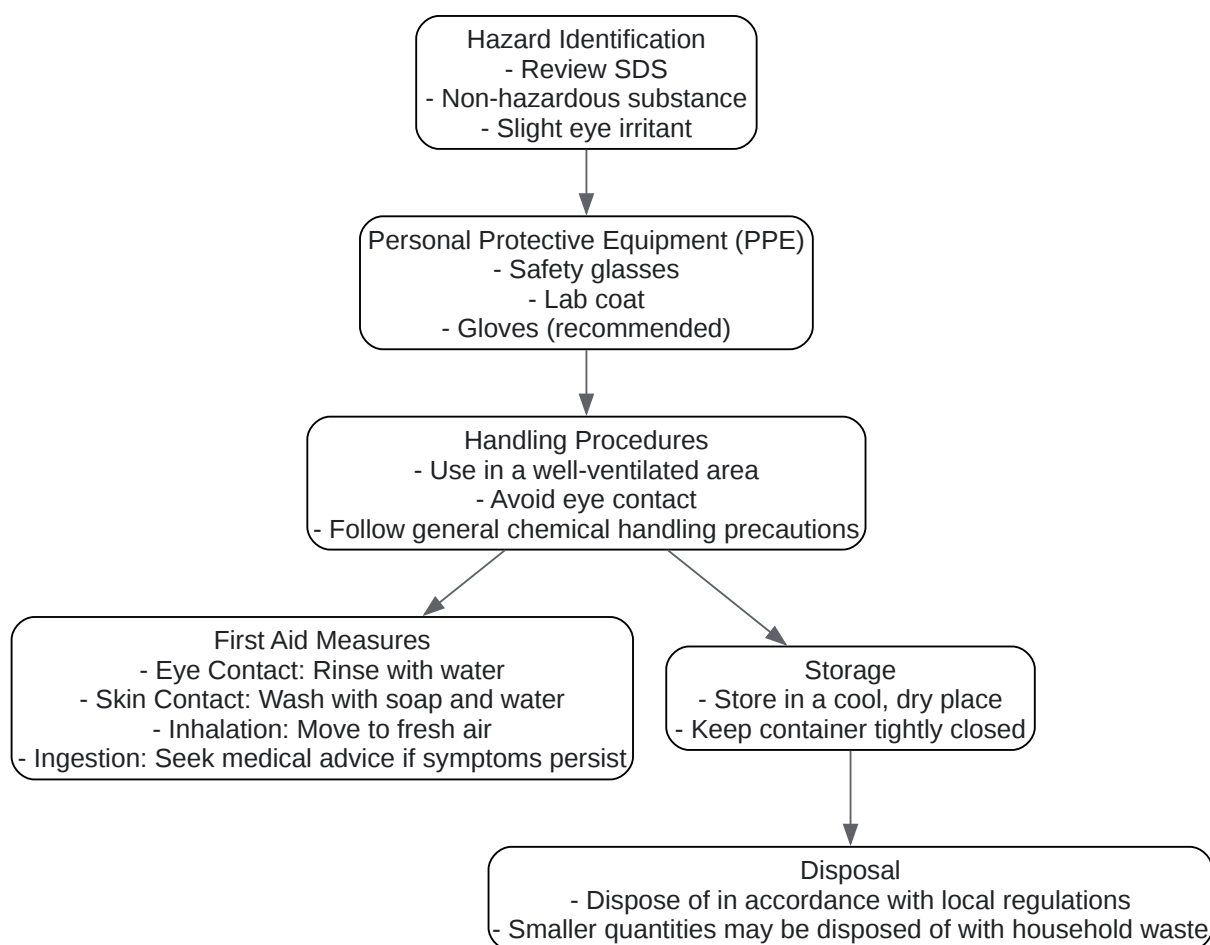 Hazard Identification
- Review SDS
- Non-hazardous substance
- Slight eye irritant
Personal Protective Equipment (PPE)
- Safety glasses
- Lab coat
- Gloves (recommended)
Handling Procedures
- Use in a well-ventilated area
- Avoid eye contact
- Follow general chemical handling precautions
First Aid Measures
- Eye Contact: Rinse with water
- Skin Contact: Wash with soap and water
- Inhalation: Move to fresh air
- Ingestion: Seek medical advice if symptoms persist
Storage
- Store in a cool, dry place
- Keep container tightly closed
Disposal
- Dispose of in accordance with local regulations
- Smaller quantities may be disposed of with household waste